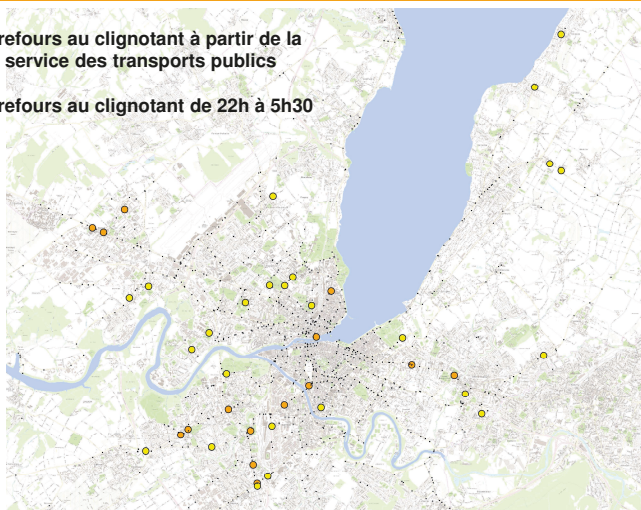 refours au clignotant à partir de la
service des transports publics
refours au clignotant de 22h à 5h30